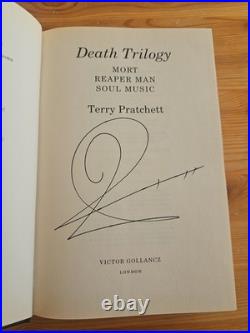 Death Trilogy
MORT
REAPER MAN
SOUL MUSIC
Terry Pratchett
VICTOR GOLLANCZ
LONDON